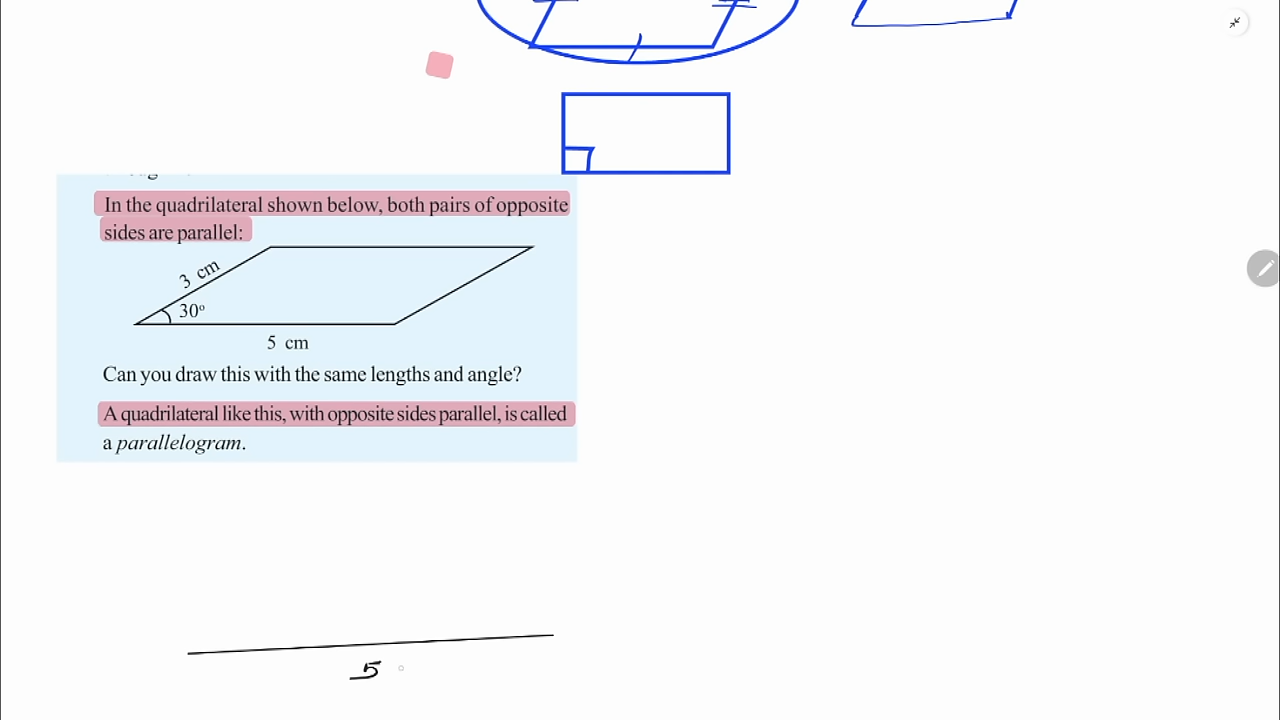 In the quadrilateral shown below, both pairs of opposite
sides are parallel:
3 cm
30°
5 cm
Can you draw this with the same lengths and angle?
A quadrilateral like this, with opposite sides parallel, is called
a parallelogram.
5